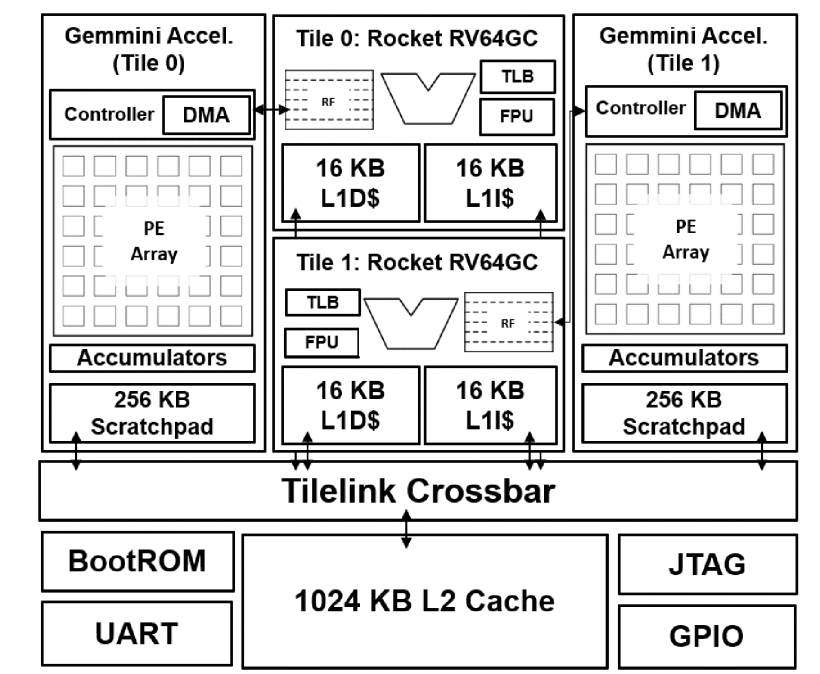 Gemmini Accel.
(Tile 0)
Controller
DMA
PE
Array
Accumulators
256 KB
Scratchpad
Tile 0: Rocket RV64GC
RF
TLB
FPU
16 KB
L1D$
16 KB
L1I$
Tile 1: Rocket RV64GC
TLB
FPU
RF
16 KB
L1D$
16 KB
L1I$
Gemmini Accel.
(Tile 1)
Controller
DMA
PE
Array
Accumulators
256 KB
Scratchpad
Tilelink Crossbar
BootROM
UART
1024 KB L2 Cache
JTAG
GPIO